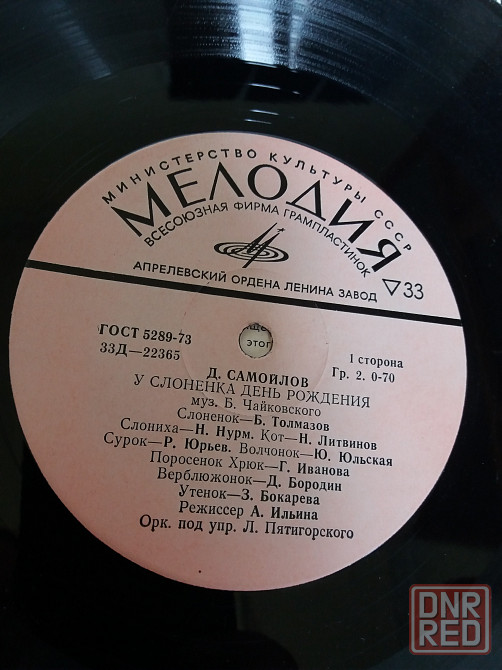 МИНИСТЕРСТВО КУЛЬТУРЫ СССР
МЕЛОДИЯ
ВСЕСОЮЗНАЯ ФИРМА ГРАМПЛАСТИНОК
АПРЕЛЕВСКИЙ ОРДЕНА ЛЕНИНА ЗАВОД
33
ГОСТ 5289-73
33Д—22365
этог
1 сторона
Гр. 2. 0-70
Д. САМОЙЛОВ
У СЛОНЕНКА ДЕНЬ РОЖДЕНИЯ
муз. Б. Чайковского
Слоненок—Б. Толмазов
Слониха—Н. Нурм. Кот—Н. Литвинов
Сурок—Р. Юрьев. Волчонок—Ю. Юльская
Поросенок Хрюк—Г. Иванова
Верблюжонок—Д. Бородин
Утенок—З. Бокарева
Режиссер А. Ильина
Орк. под упр. Л. Пятигорского
DNR
RED